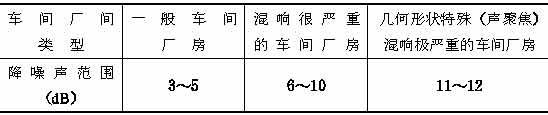 车间厂间 一般车间 混响很严重 几何形状特殊（声聚焦）
类型 厂房 的车间厂房 混响极严重的车间厂房
降噪声范围 3～5 6～10 11～12
(dB)